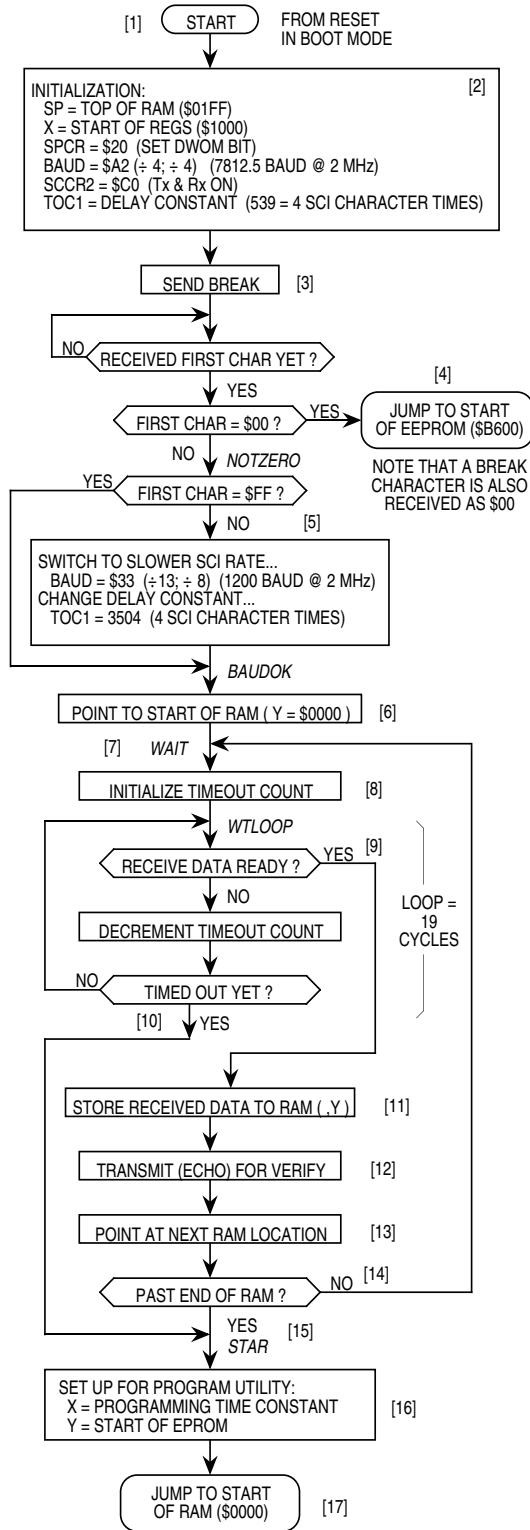 [1]
START
FROM RESET
IN BOOT MODE
[2]
INITIALIZATION:
SP = TOP OF RAM ($01FF)
X = START OF REGS ($1000)
SPCR = $20 (SET DWOM BIT)
BAUD = $A2 (÷ 4; ÷ 4) (7812.5 BAUD @ 2 MHz)
SCCR2 = $C0 (Tx & Rx ON)
TOC1 = DELAY CONSTANT (539 = 4 SCI CHARACTER TIMES)
SEND BREAK
[3]
NO
RECEIVED FIRST CHAR YET ?
YES
[4]
FIRST CHAR = $00 ?
YES
JUMP TO START
OF EEPROM ($B600)
NOTE THAT A BREAK
CHARACTER IS ALSO
RECEIVED AS $00
NO
NOTZERO
YES
FIRST CHAR = $FF ?
NO
[5]
SWITCH TO SLOWER SCI RATE...
BAUD = $33 (÷13; ÷ 8) (1200 BAUD @ 2 MHz)
CHANGE DELAY CONSTANT...
TOC1 = 3504 (4 SCI CHARACTER TIMES)
BAUDOK
POINT TO START OF RAM ( Y = $0000 )
[6]
[7]
WAIT
INITIALIZE TIMEOUT COUNT
[8]
WTLOOP
RECEIVE DATA READY ?
YES
[9]
NO
LOOP =
19
CYCLES
DECREMENT TIMEOUT COUNT
NO
TIMED OUT YET ?
[10]
YES
STORE RECEIVED DATA TO RAM ( ,Y )
[11]
TRANSMIT (ECHO) FOR VERIFY
[12]
POINT AT NEXT RAM LOCATION
[13]
PAST END OF RAM ?
NO
[14]
YES
[15]
STAR
SET UP FOR PROGRAM UTILITY:
X = PROGRAMMING TIME CONSTANT
Y = START OF EPROM
[16]
JUMP TO START
OF RAM ($0000)
[17]